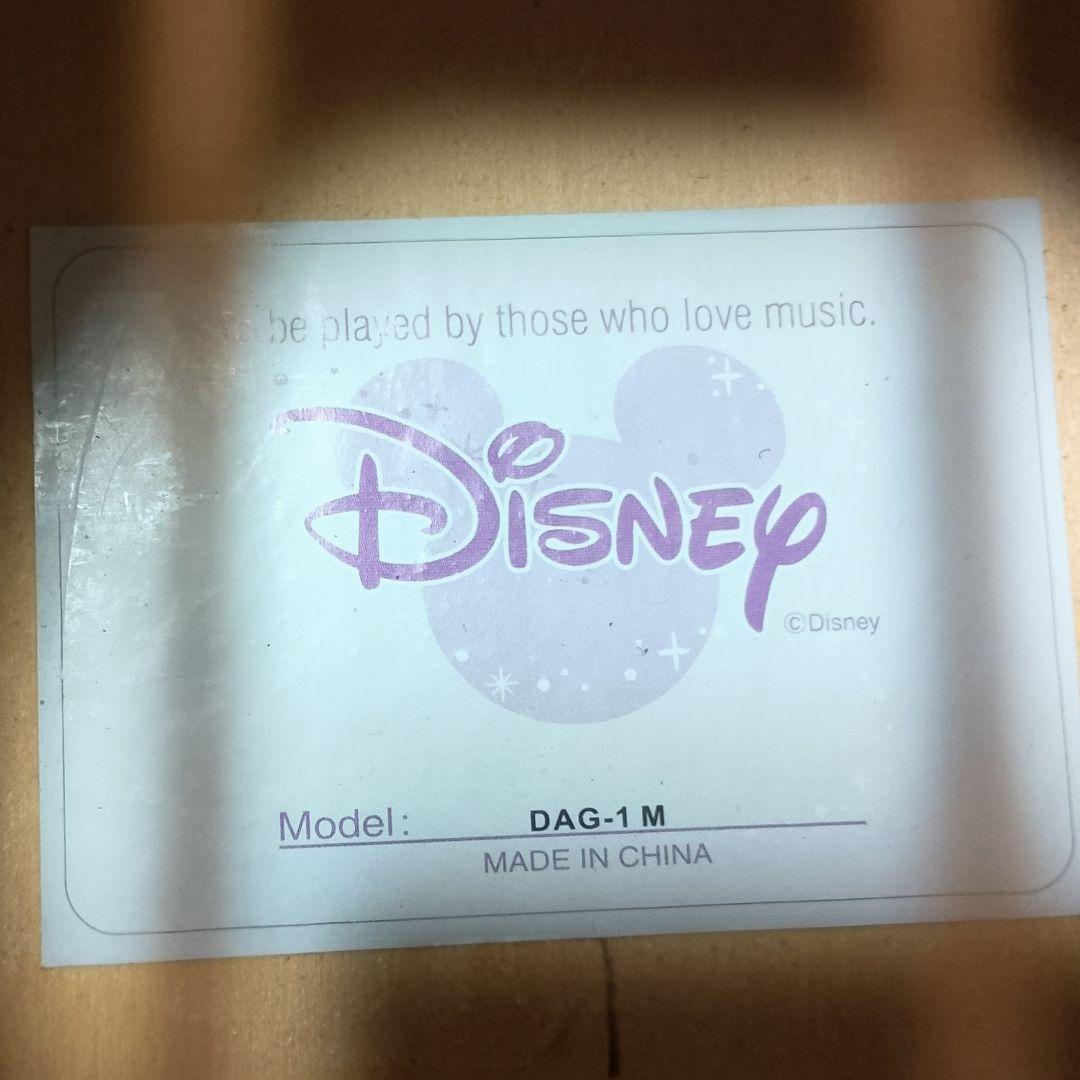 be played by those who love music.
Disney
©Disney
Model: DAG-1 M
MADE IN CHINA